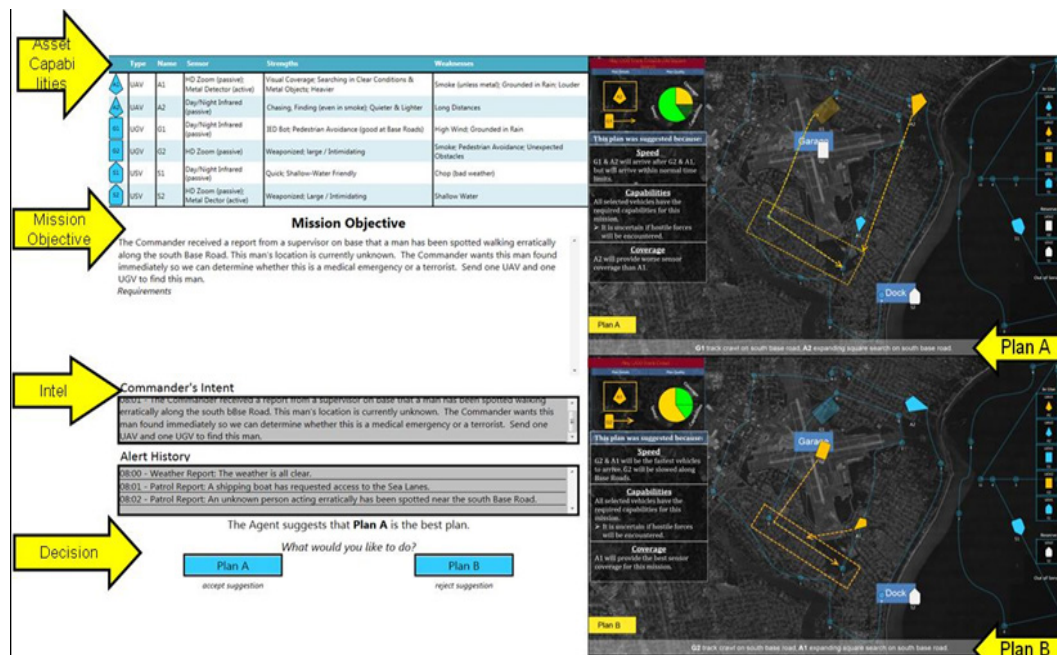 Asset
Capabi
lities
Type Name Sensor Strengths Weaknesses
A1 UAV A1 HD Zoom (passive); Metal Detector (active) Visual Coverage; Searching in Clear Conditions & Metal Objects; Heavier Smoke (unless metal); Grounded in Rain; Louder
A2 UAV A2 Day/Night Infrared (passive) Chasing, Finding (even in smoke); Quieter & Lighter Long Distances
G1 UGV G1 Day/Night Infrared (passive) IED Bot; Pedestrian Avoidance (good at Base Roads) High Wind; Grounded in Rain
G2 UGV G2 HD Zoom (passive) Weaponized; large / Intimidating Smoke; Pedestrian Avoidance; Unexpected Obstacles
S1 USV S1 Day/Night Infrared (passive) Quick; Shallow-Water Friendly Chop (bad weather)
S2 USV S2 HD Zoom (passive); Metal Dector (active) Weaponized; Large / Intimidating Shallow Water
Mission
Objective
Mission Objective
The Commander received a report from a supervisor on base that a man has been spotted walking erratically
along the south Base Road. This man's location is currently unknown. The Commander wants this man found
immediately so we can determine whether this is a medical emergency or a terrorist. Send one UAV and one
UGV to find this man.
Requirements
Intel
Commander's Intent
08:01 - The Commander received a report from a supervisor on base that a man has been spotted walking
erratically along the south bBse Road. This man's location is currently unknown. The Commander wants this
man found immediately so we can determine whether this is a medical emergency or a terrorist. Send one
UAV and one UGV to find this man.
Alert History
08:00 - Weather Report: The weather is all clear.
08:01 - Patrol Report: A shipping boat has requested access to the Sea Lanes.
08:02 - Patrol Report: An unknown person acting erratically has been spotted near the south Base Road.
The Agent suggests that Plan A is the best plan.
Decision
What would you like to do?
Plan A Plan B
accept suggestion reject suggestion
This plan was suggested because:
Speed
G1 & A2 will arrive after G2 & A1,
but will arrive within normal time
limits.
Capabilities
All selected vehicles have the
required capabilities for this
mission.
➤ It is uncertain if hostile forces
will be encountered.
Coverage
A2 will provide worse sensor
coverage than A1.
Garage
Dock
Plan A
G1 track crawl on south base road, A2 expanding square search on south base road.
Plan A
This plan was suggested because:
Speed
G2 & A1 will be the fastest vehicles
to arrive. G2 will be slowed along
Base Roads.
Capabilities
All selected vehicles have the
required capabilities for this
mission.
➤ It is uncertain if hostile forces
will be encountered.
Coverage
A1 will provide the best sensor
coverage for this mission.
Garage
Dock
Plan B
G2 track crawl on south base road, A1 expanding square search on south base road.
Plan B